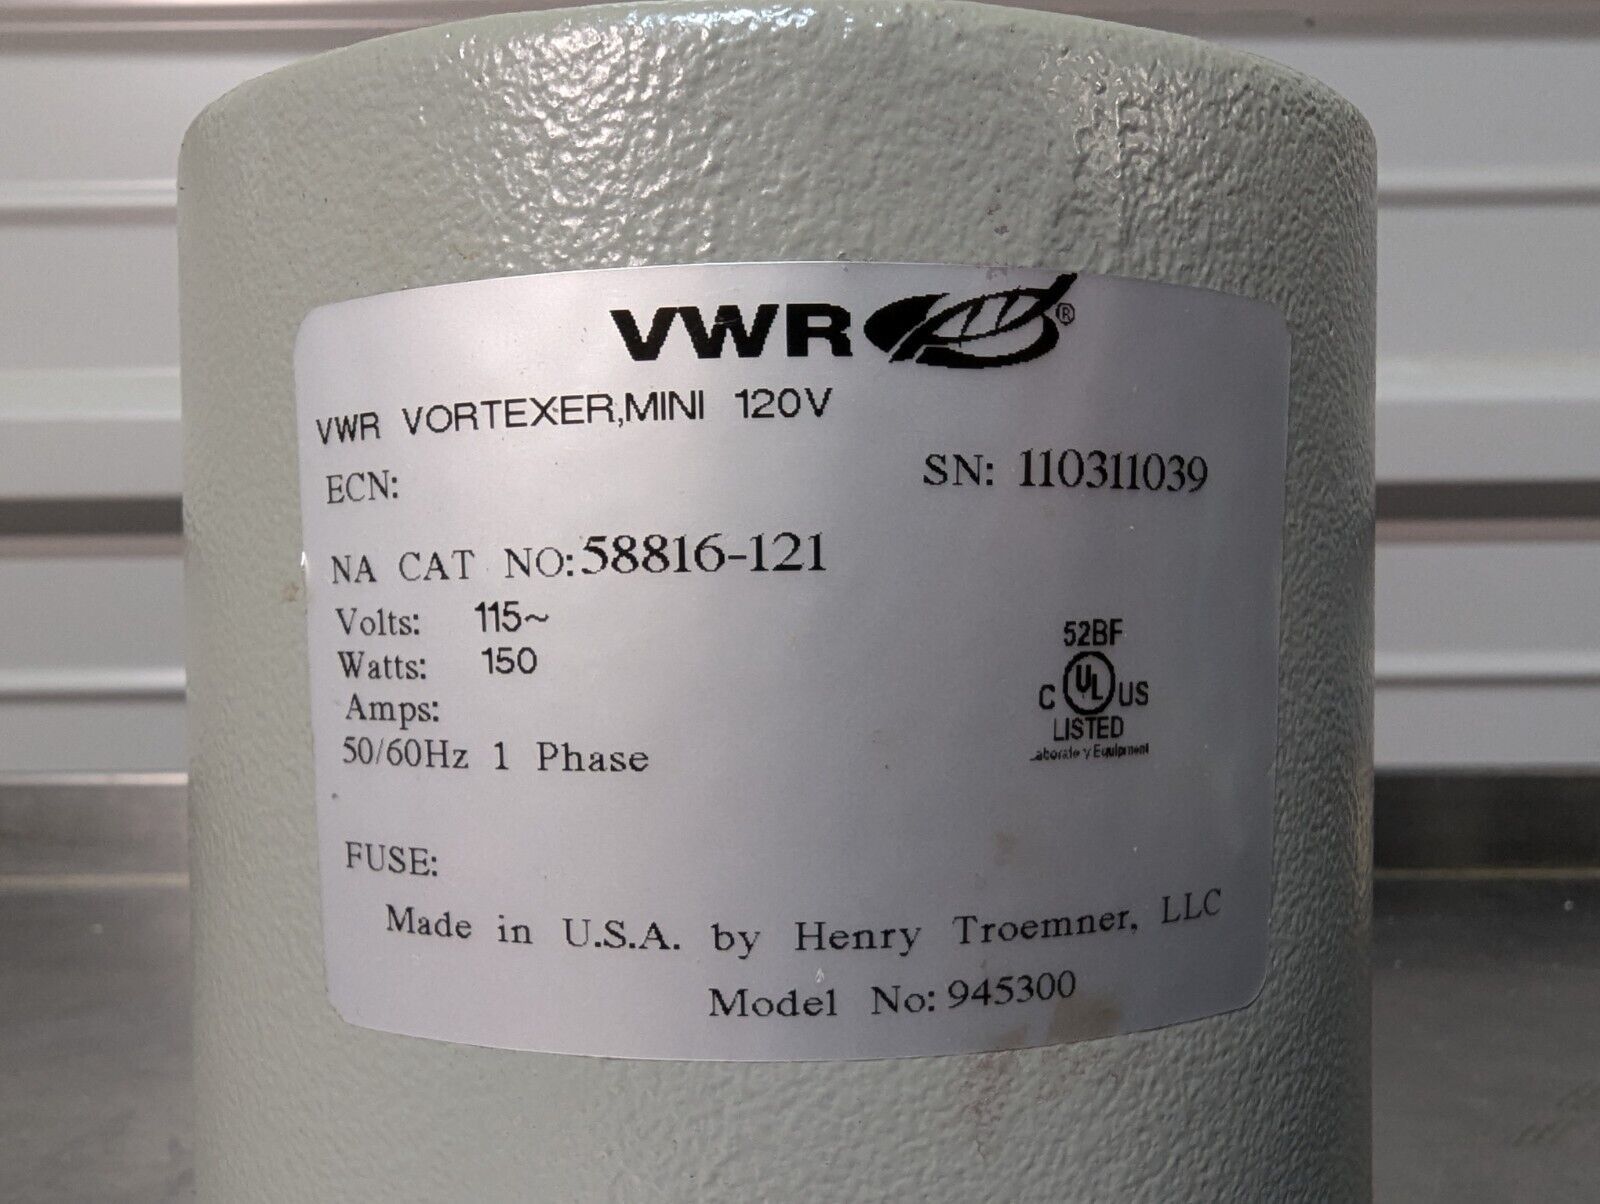 VWR®
VWR VORTEXER,MINI 120V
ECN:
SN: 110311039
NA CAT NO:58816-121
Volts: 115~
Watts: 150
Amps:
50/60Hz 1 Phase
52BF
C UL US
LISTED
Equipment
FUSE:
Made in U.S.A. by Henry Troemner, LLC
Model No: 945300